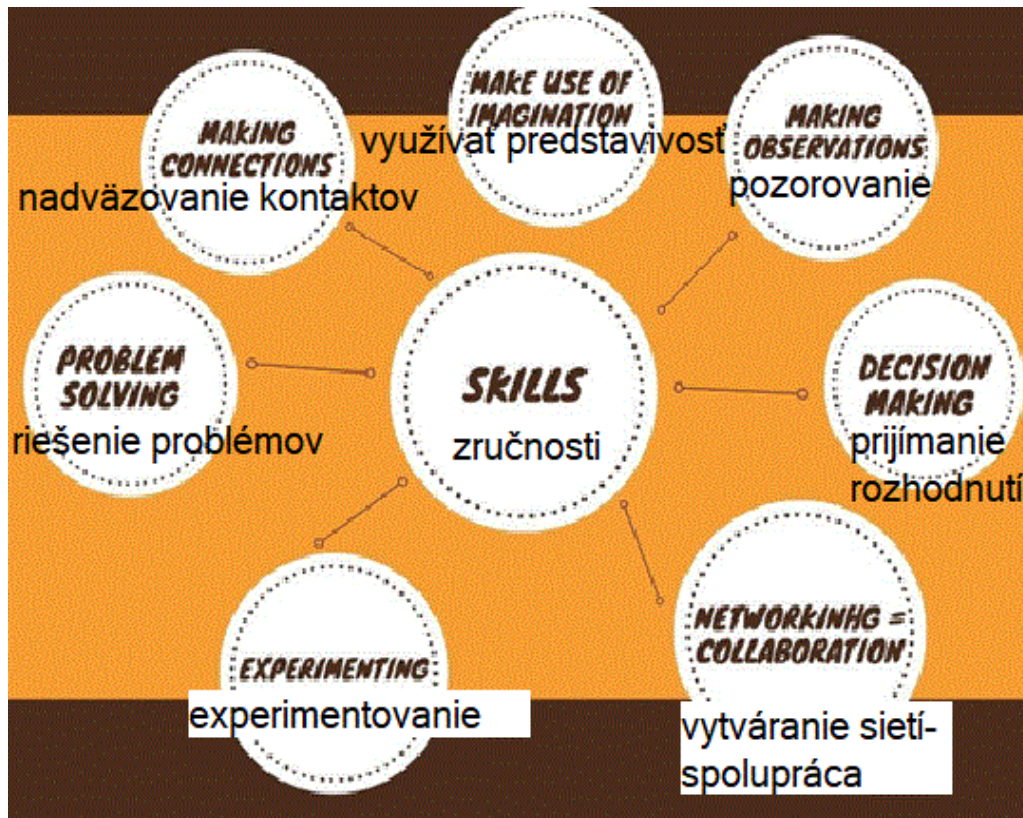 MAKE USE OF
IMAGINATION
využívať predstavivosť
MAKING
CONNECTIONS
nadväzovanie kontaktov
MAKING
OBSERVATIONS
pozorovanie
PROBLEM
SOLVING
riešenie problémov
SKILLS
zručnosti
DECISION
MAKING
prijímanie
rozhodnutí
EXPERIMENTING
experimentovanie
NETWORKINHG =
COLLABORATION
vytváranie sietí-
spolupráca